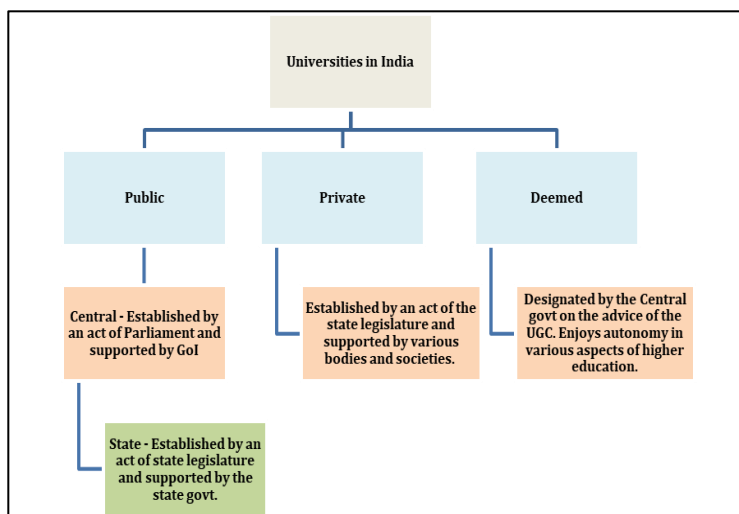 Universities in India
Public
Private
Deemed
Central - Established by
an act of Parliament and
supported by GoI
Established by an act of the
state legislature and
supported by various
bodies and societies.
Designated by the Central
govt on the advice of the
UGC. Enjoys autonomy in
various aspects of higher
education.
State - Established by an
act of state legislature
and supported by the
state govt.